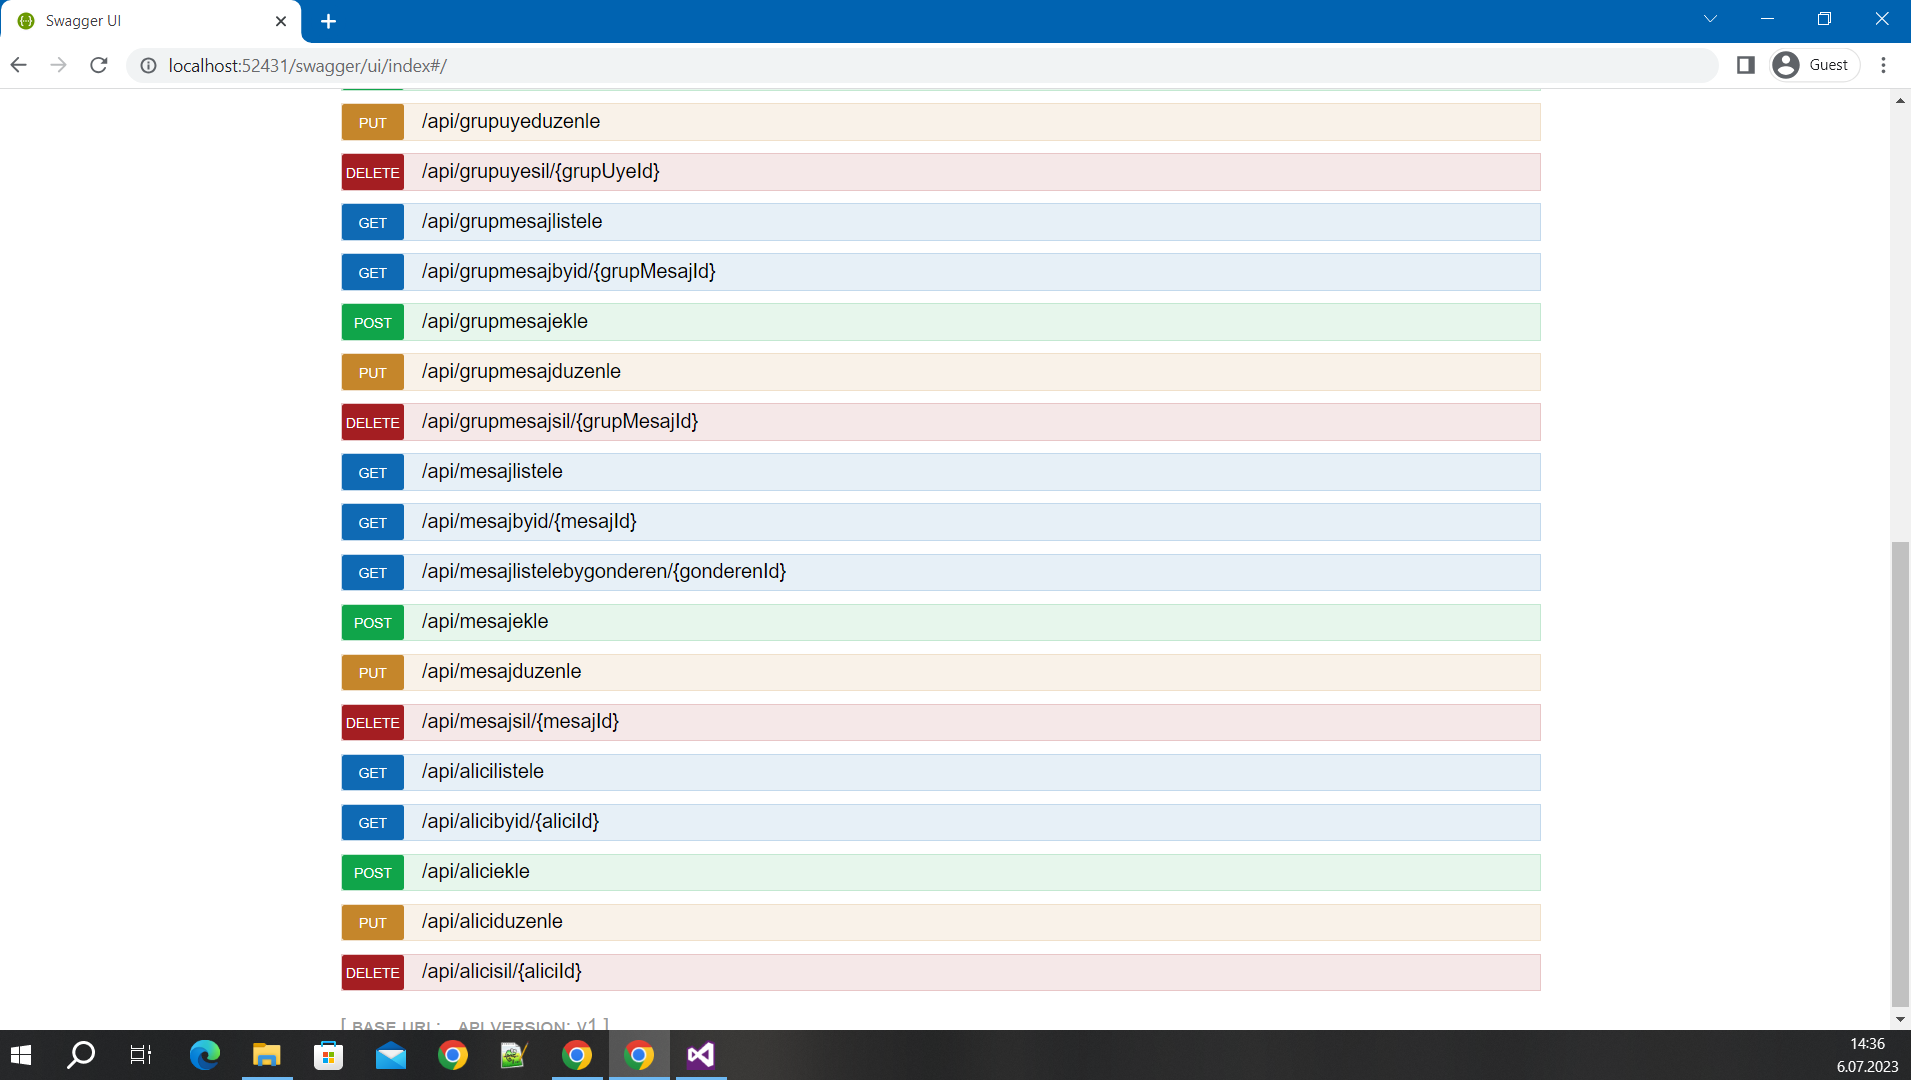 Swagger UI
localhost:52431/swagger/ui/index#/
Guest
PUT /api/grupuyeduzenle
DELETE /api/grupuyesil/{grupUyeId}
GET /api/grupmesajlistele
GET /api/grupmesajbyid/{grupMesajId}
POST /api/grupmesajekle
PUT /api/grupmesajduzenle
DELETE /api/grupmesajsil/{grupMesajId}
GET /api/mesajlistele
GET /api/mesajbyid/{mesajId}
GET /api/mesajlistelebygonderen/{gonderenId}
POST /api/mesajekle
PUT /api/mesajduzenle
DELETE /api/mesajsil/{mesajId}
GET /api/alicilistele
GET /api/alicibyid/{aliciId}
POST /api/aliciekle
PUT /api/aliciduzenle
DELETE /api/alicisil/{aliciId}
[ BASE URL: , API VERSION: V1 ]
14:36
6.07.2023